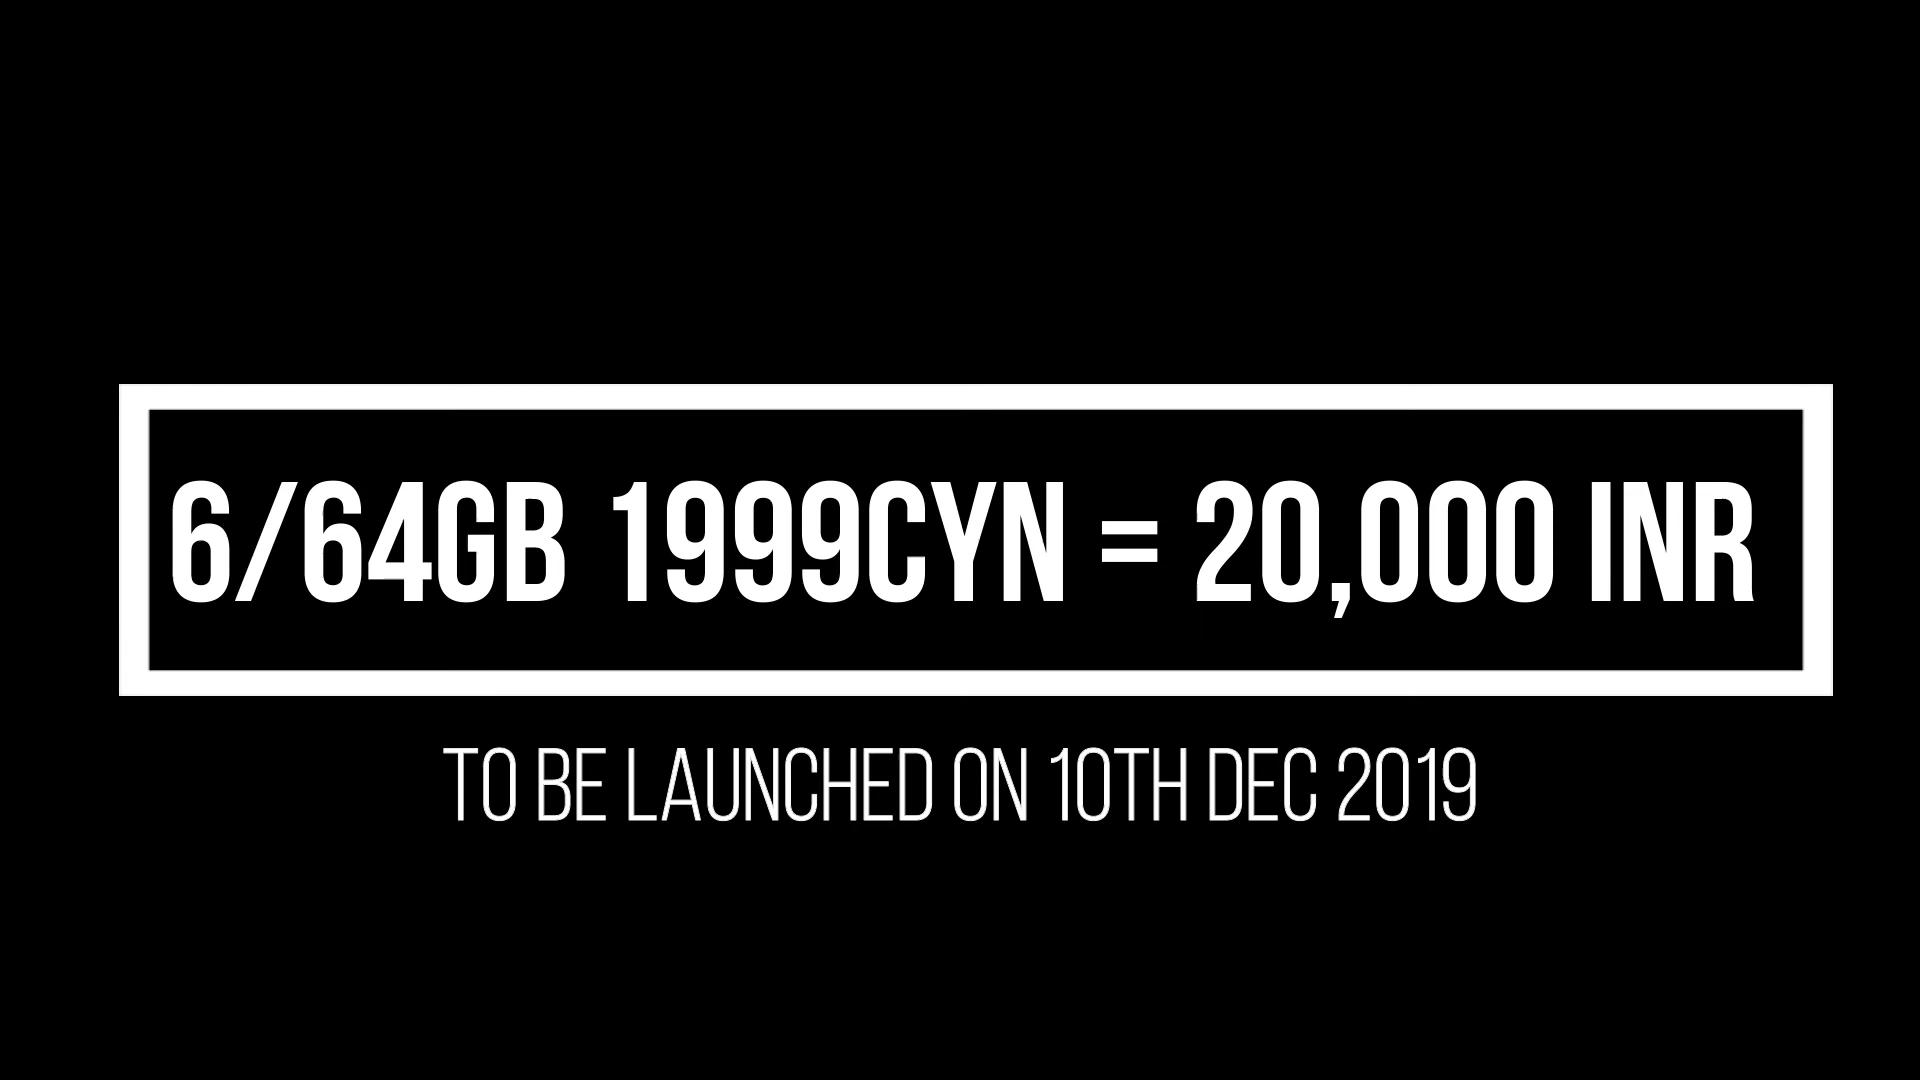 6/64GB 1999CYN = 20,000 INR
TO BE LAUNCHED ON 10TH DEC 2019